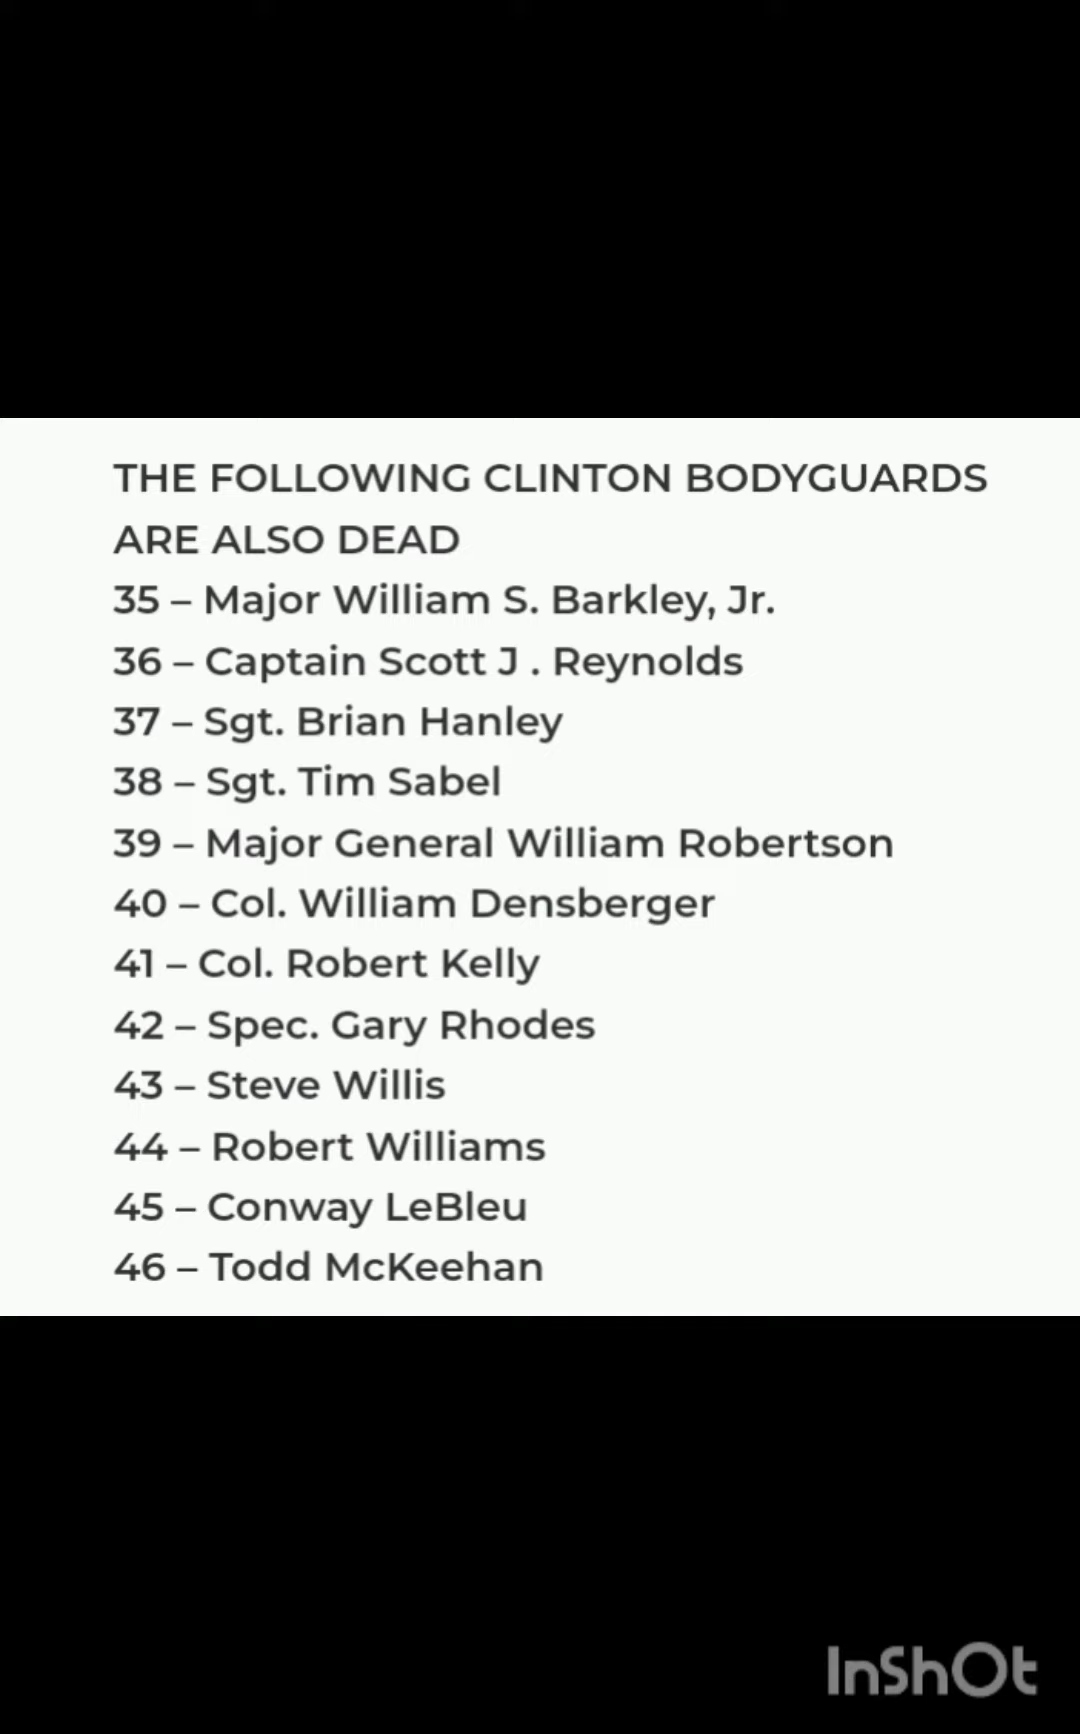 THE FOLLOWING CLINTON BODYGUARDS
ARE ALSO DEAD
35 – Major William S. Barkley, Jr.
36 – Captain Scott J . Reynolds
37 – Sgt. Brian Hanley
38 – Sgt. Tim Sabel
39 – Major General William Robertson
40 – Col. William Densberger
41 – Col. Robert Kelly
42 – Spec. Gary Rhodes
43 – Steve Willis
44 – Robert Williams
45 – Conway LeBleu
46 – Todd McKeehan
InShOt